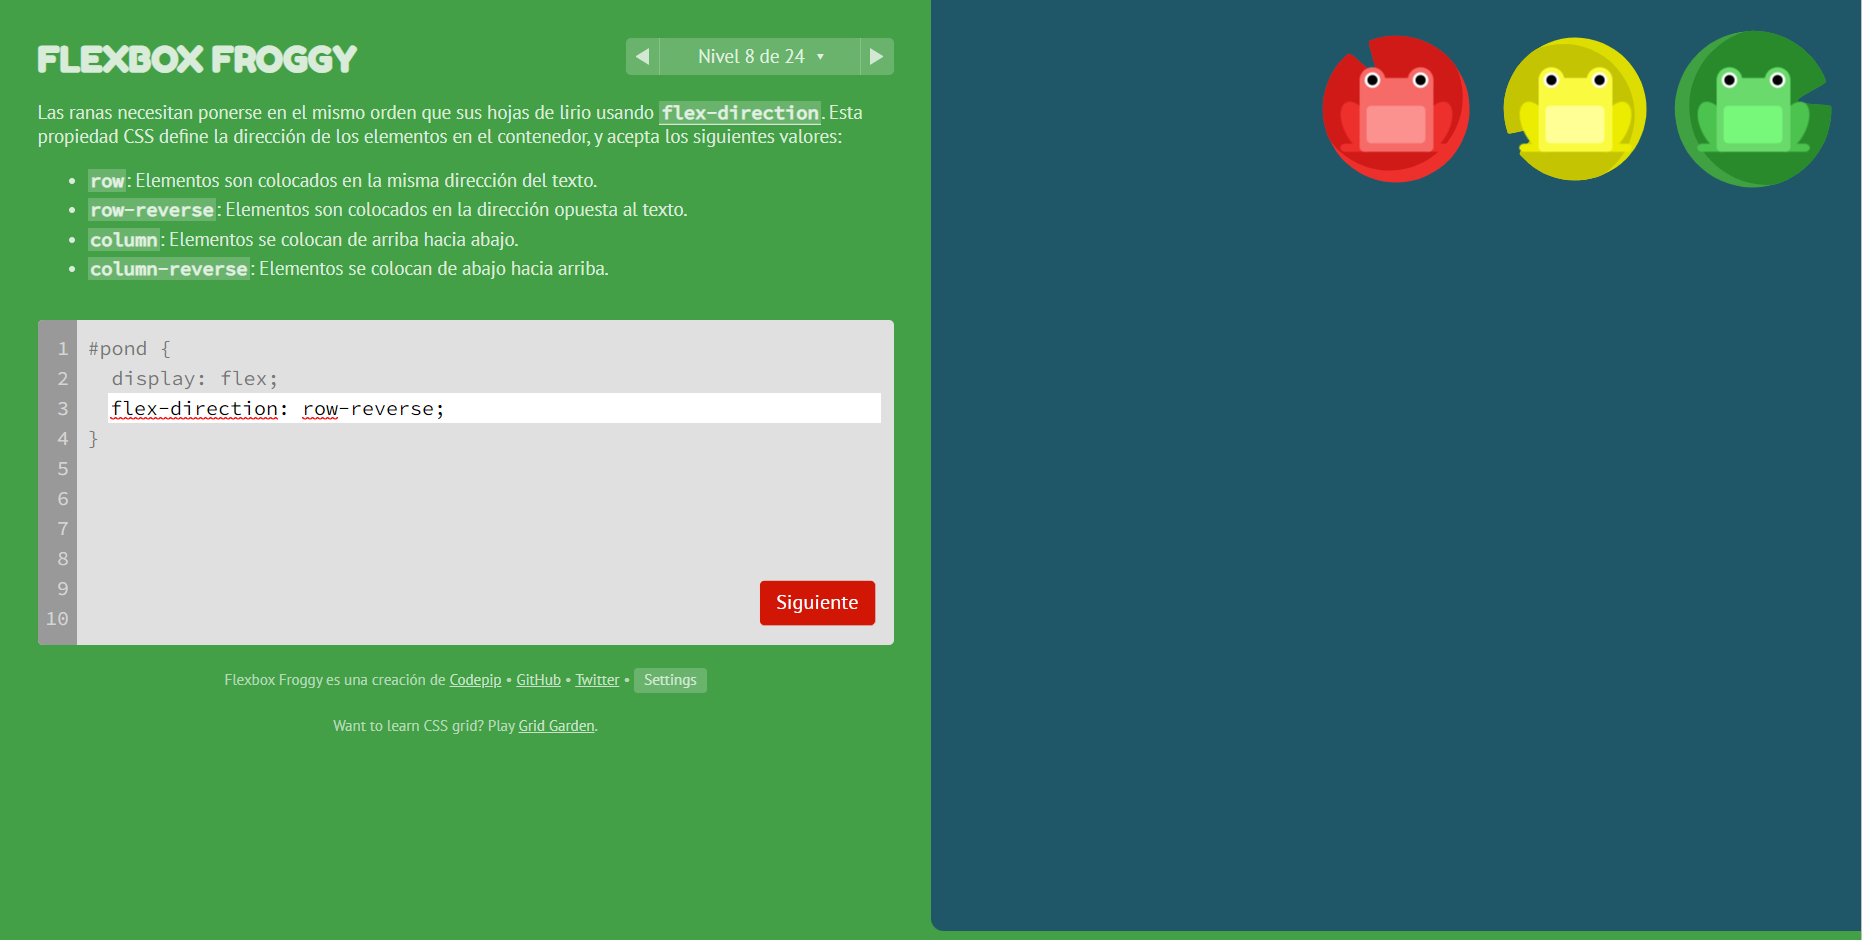 FLEXBOX FROGGY
Nivel 8 de 24
Las ranas necesitan ponerse en el mismo orden que sus hojas de lirio usando flex-direction. Esta
propiedad CSS define la dirección de los elementos en el contenedor, y acepta los siguientes valores:
• row: Elementos son colocados en la misma dirección del texto.
• row-reverse: Elementos son colocados en la dirección opuesta al texto.
• column: Elementos se colocan de arriba hacia abajo.
• column-reverse: Elementos se colocan de abajo hacia arriba.
1 #pond {
2 display: flex;
3 flex-direction: row-reverse;
4 }
5
6
7
8
9
10
Siguiente
Flexbox Froggy es una creación de Codepip • GitHub • Twitter • Settings
Want to learn CSS grid? Play Grid Garden.